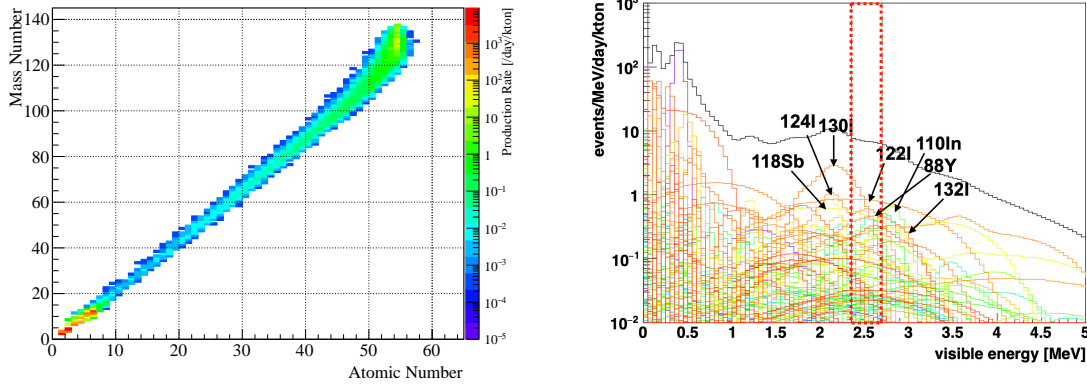 Mass Number
140
120
100
80
60
40
20
0
0 10 20 30 40 50 60
Atomic Number
10³
10²
10
1
10⁻¹
10⁻²
10⁻³
10⁻⁴
10⁻⁵
Production Rate [/day/kton]
events/MeV/day/kton
10³
10²
10
1
10⁻¹
10⁻²
0 0.5 1 1.5 2 2.5 3 3.5 4 4.5 5
visible energy [MeV]
124I
130I
118Sb
122I
110In
88Y
132I